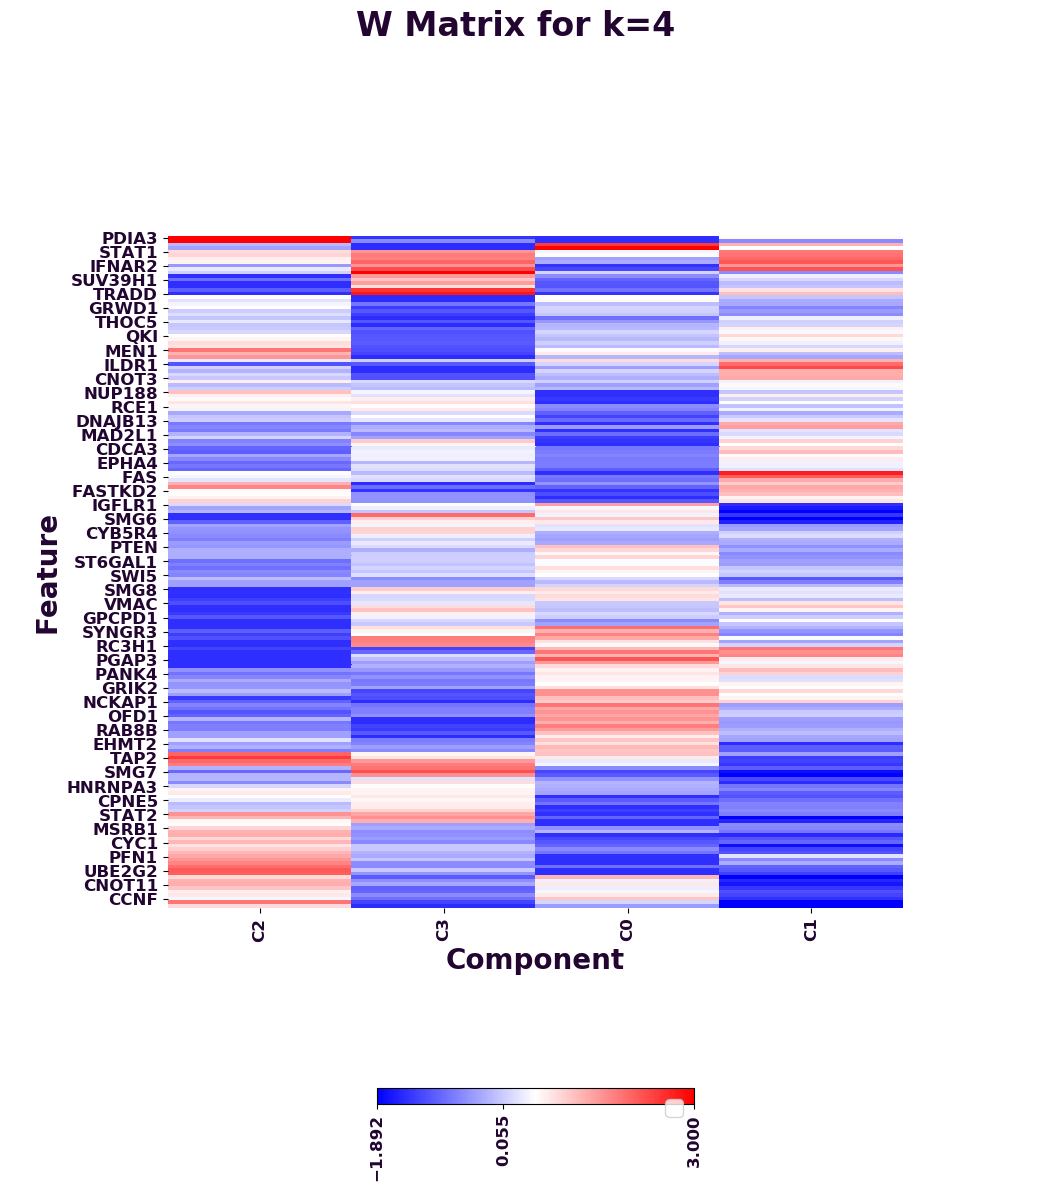 W Matrix for k=4
PDIA3
STAT1
IFNAR2
SUV39H1
TRADD
GRWD1
THOC5
QKI
MEN1
ILDR1
CNOT3
NUP188
RCE1
DNAJB13
MAD2L1
CDCA3
EPHA4
FAS
FASTKD2
IGFLR1
SMG6
CYB5R4
PTEN
ST6GAL1
SWI5
SMG8
VMAC
GPCPD1
SYNGR3
RC3H1
PGAP3
PANK4
GRIK2
NCKAP1
OFD1
RAB8B
EHMT2
TAP2
SMG7
HNRNPA3
CPNE5
STAT2
MSRB1
CYC1
PFN1
UBE2G2
CNOT11
CCNF
Feature
C2
C3
C0
C1
Component
−1.892
0.055
3.000